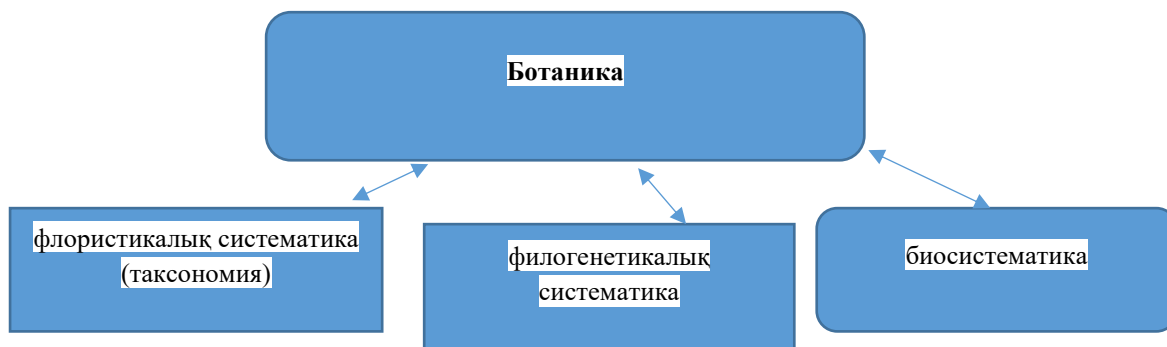 Ботаника
флористикалық систематика
(таксономия)
филогенетикалық
систематика
биосистематика